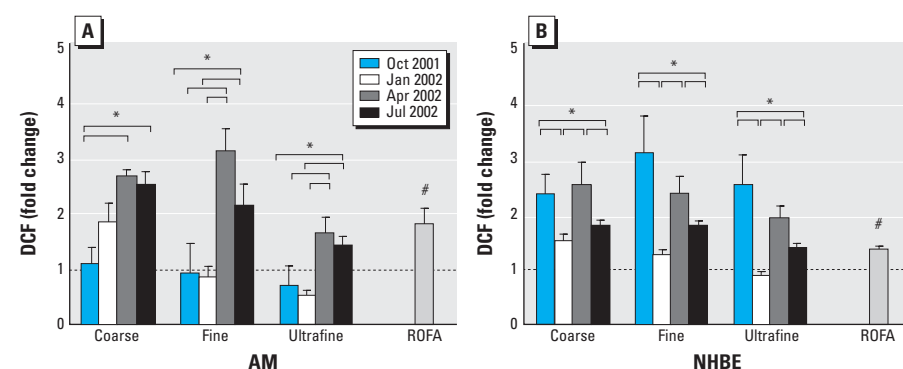 A
DCF (fold change)
5
4
3
2
1
0
Oct 2001
Jan 2002
Apr 2002
Jul 2002
*
*
*
#
Coarse
Fine
Ultrafine
ROFA
AM
B
DCF (fold change)
5
4
3
2
1
0
*
*
*
#
Coarse
Fine
Ultrafine
ROFA
NHBE